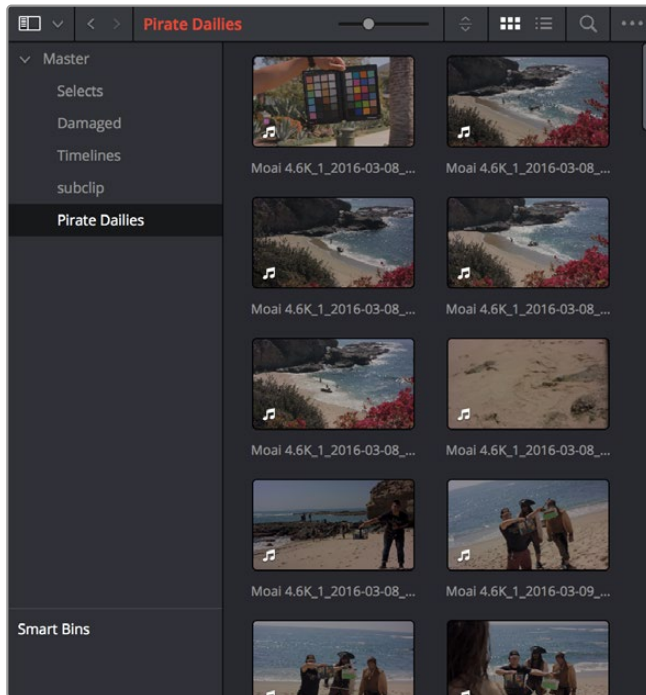 Pirate Dailies
Master
Selects
Damaged
Timelines
subclip
Pirate Dailies
Smart Bins
Moai 4.6K_1_2016-03-08_...
Moai 4.6K_1_2016-03-08_...
Moai 4.6K_1_2016-03-08_...
Moai 4.6K_1_2016-03-08_...
Moai 4.6K_1_2016-03-08_...
Moai 4.6K_1_2016-03-08_...
Moai 4.6K_1_2016-03-08_...
Moai 4.6K_1_2016-03-09_...